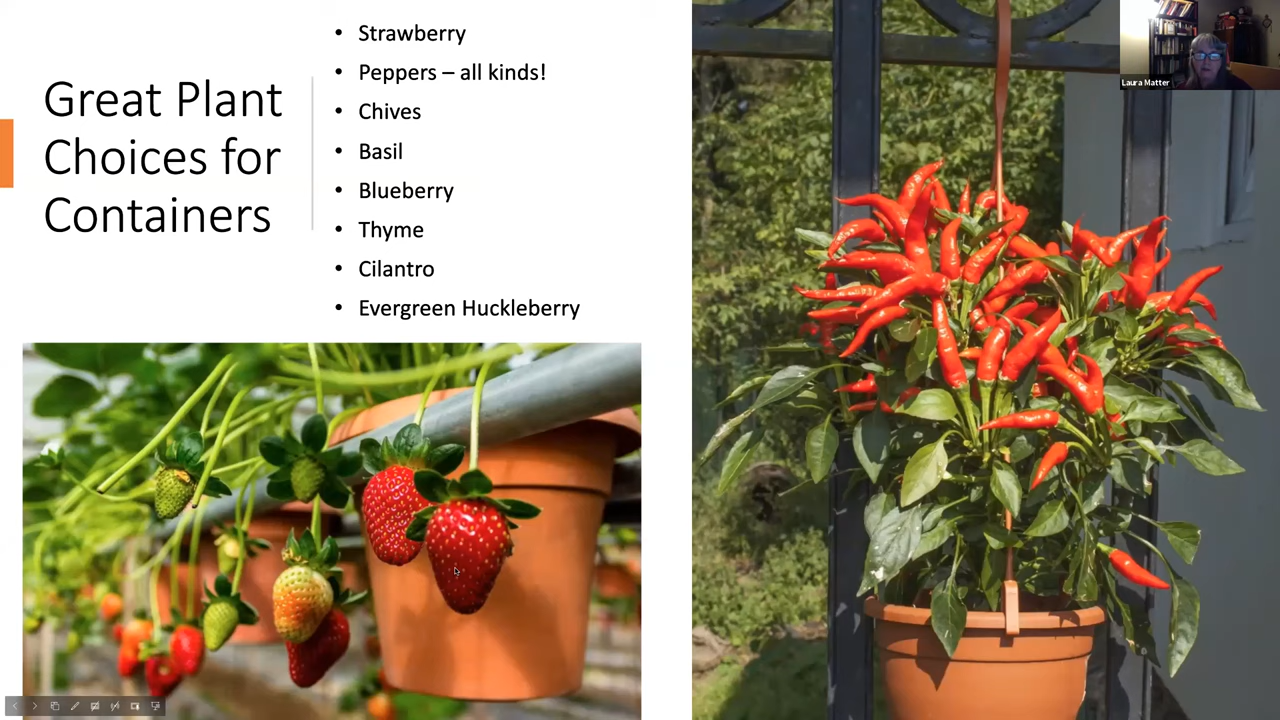 Great Plant
Choices for
Containers
• Strawberry
• Peppers – all kinds!
• Chives
• Basil
• Blueberry
• Thyme
• Cilantro
• Evergreen Huckleberry
Laura Matter